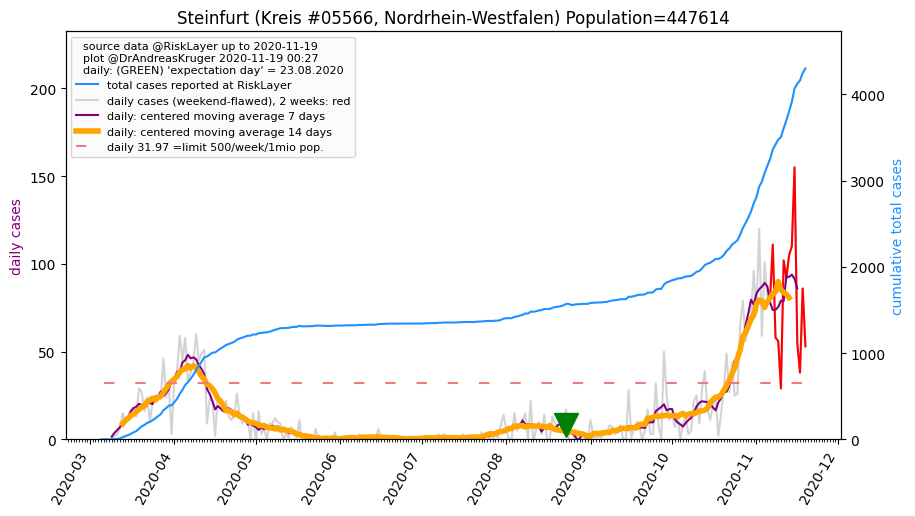 Steinfurt (Kreis #05566, Nordrhein-Westfalen) Population=447614
source data @RiskLayer up to 2020-11-19
plot @DrAndreasKruger 2020-11-19 00:27
daily: (GREEN) 'expectation day' = 23.08.2020
total cases reported at RiskLayer
daily cases (weekend-flawed), 2 weeks: red
daily: centered moving average 7 days
daily: centered moving average 14 days
daily 31.97 =limit 500/week/1mio pop.
daily cases
200
150
100
50
0
cumulative total cases
4000
3000
2000
1000
0
2020-03
2020-04
2020-05
2020-06
2020-07
2020-08
2020-09
2020-10
2020-11
2020-12